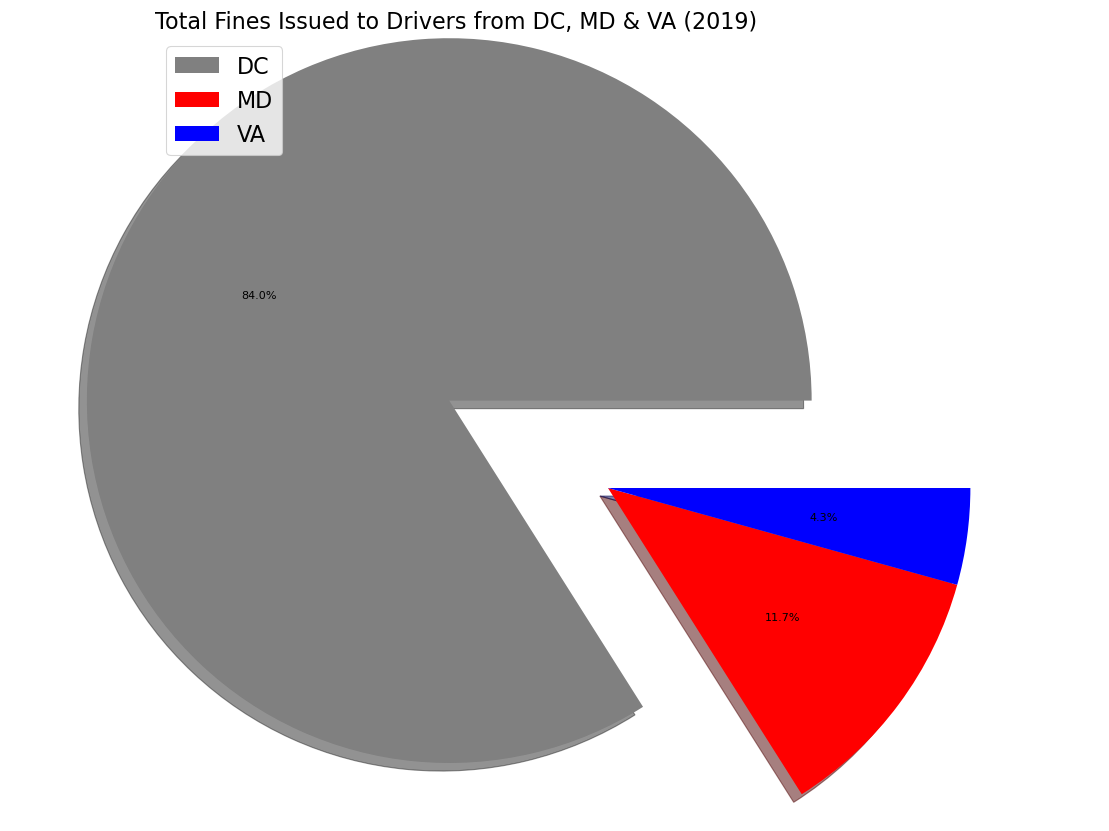 Total Fines Issued to Drivers from DC, MD & VA (2019)
DC
MD
VA
84.0%
4.3%
11.7%